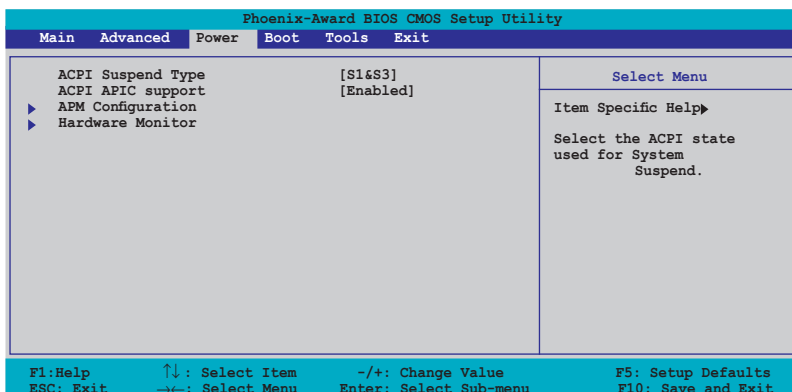 Phoenix-Award BIOS CMOS Setup Utility
Main Advanced Power Boot Tools Exit
ACPI Suspend Type [S1&S3]
ACPI APIC support [Enabled]
APM Configuration
Hardware Monitor
Select Menu
Item Specific Help
Select the ACPI state
used for System
Suspend.
F1:Help ↑↓: Select Item -/+: Change Value F5: Setup Defaults
ESC: Exit →←: Select Menu Enter: Select Sub-menu F10: Save and Exit